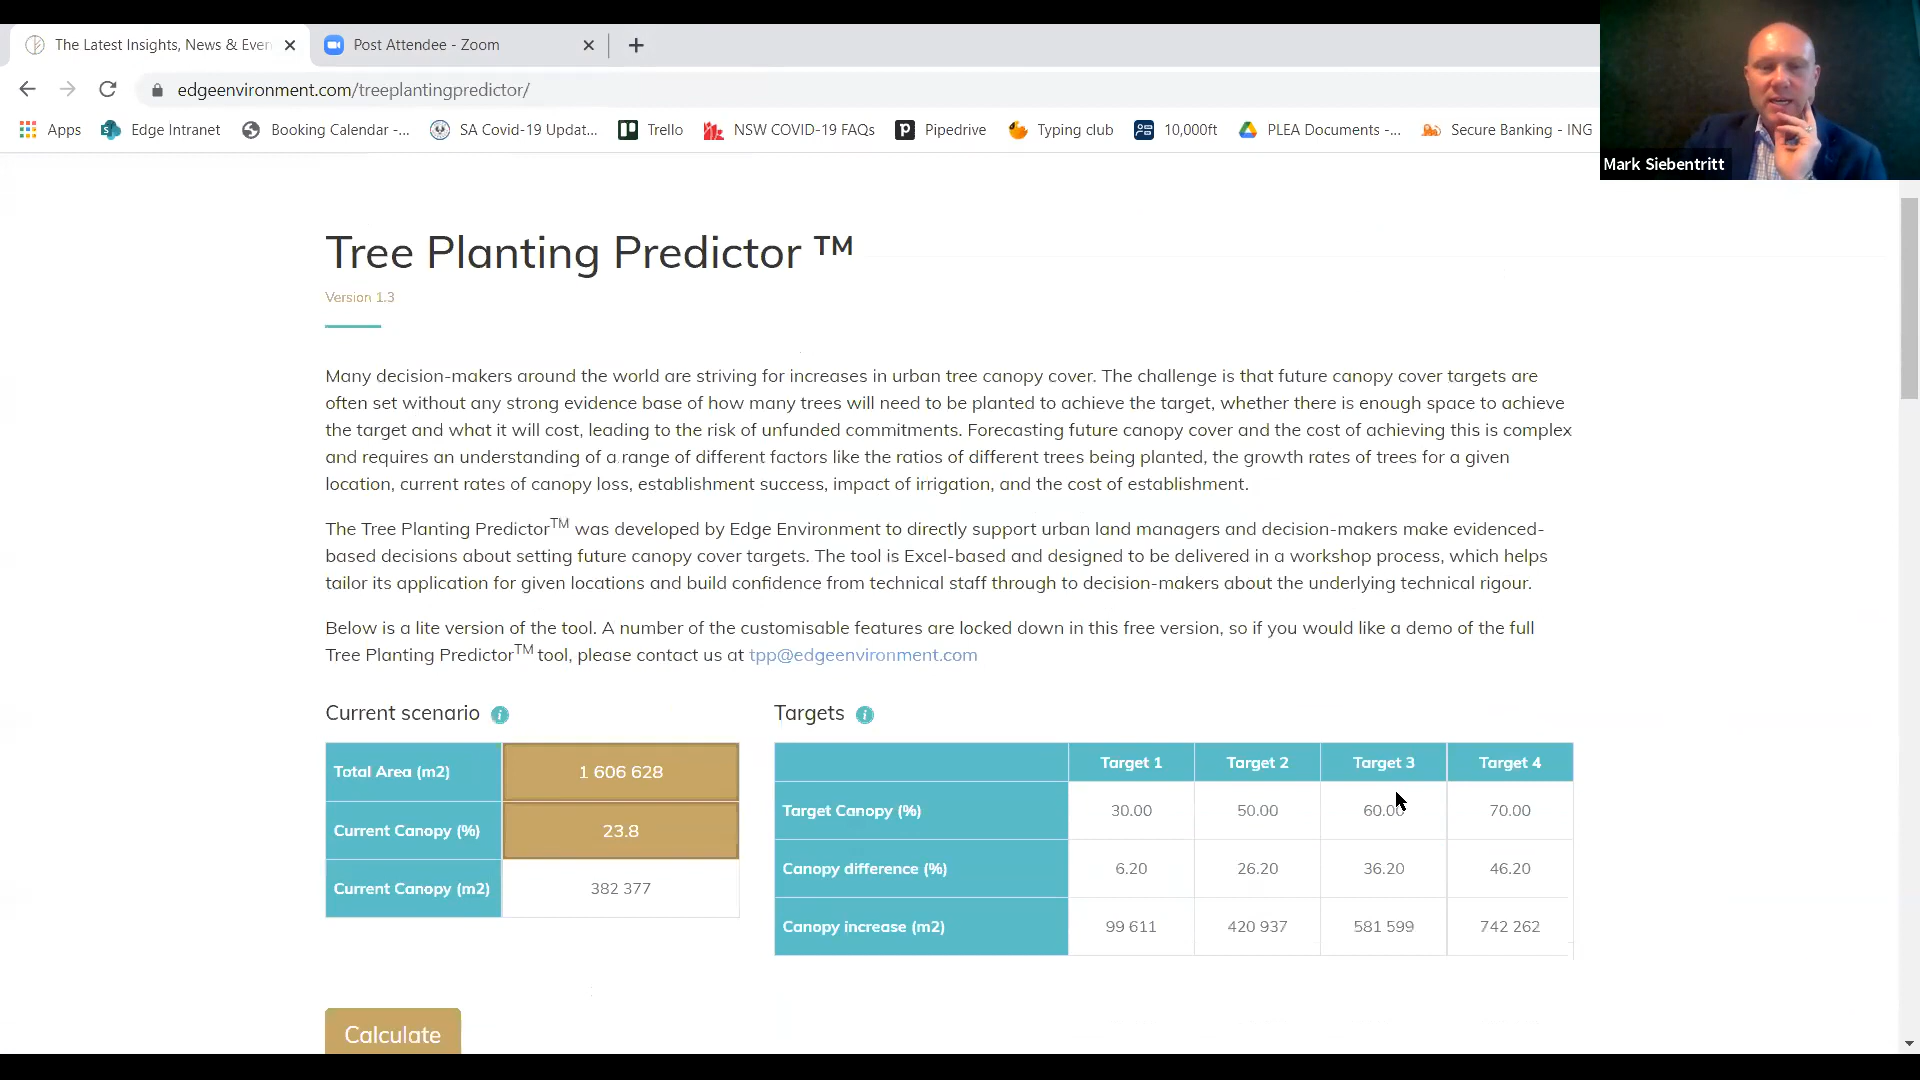 The Latest Insights, News & Even
Post Attendee - Zoom
edgeenvironment.com/treeplantingpredictor/
Apps
Edge Intranet
Booking Calendar -...
SA Covid-19 Updat...
Trello
NSW COVID-19 FAQs
Pipedrive
Typing club
10,000ft
PLEA Documents -...
Secure Banking - ING
Mark Siebentritt
Tree Planting Predictor ™
Version 1.3
Many decision-makers around the world are striving for increases in urban tree canopy cover. The challenge is that future canopy cover targets are
often set without any strong evidence base of how many trees will need to be planted to achieve the target, whether there is enough space to achieve
the target and what it will cost, leading to the risk of unfunded commitments. Forecasting future canopy cover and the cost of achieving this is complex
and requires an understanding of a range of different factors like the ratios of different trees being planted, the growth rates of trees for a given
location, current rates of canopy loss, establishment success, impact of irrigation, and the cost of establishment.
The Tree Planting Predictor™ was developed by Edge Environment to directly support urban land managers and decision-makers make evidenced-
based decisions about setting future canopy cover targets. The tool is Excel-based and designed to be delivered in a workshop process, which helps
tailor its application for given locations and build confidence from technical staff through to decision-makers about the underlying technical rigour.
Below is a lite version of the tool. A number of the customisable features are locked down in this free version, so if you would like a demo of the full
Tree Planting Predictor™ tool, please contact us at tpp@edgeenvironment.com
Current scenario i
Total Area (m2) 1 606 628
Current Canopy (%) 23.8
Current Canopy (m2) 382 377
Targets i
Target 1 Target 2 Target 3 Target 4
Target Canopy (%) 30.00 50.00 60.00 70.00
Canopy difference (%) 6.20 26.20 36.20 46.20
Canopy increase (m2) 99 611 420 937 581 599 742 262
Calculate